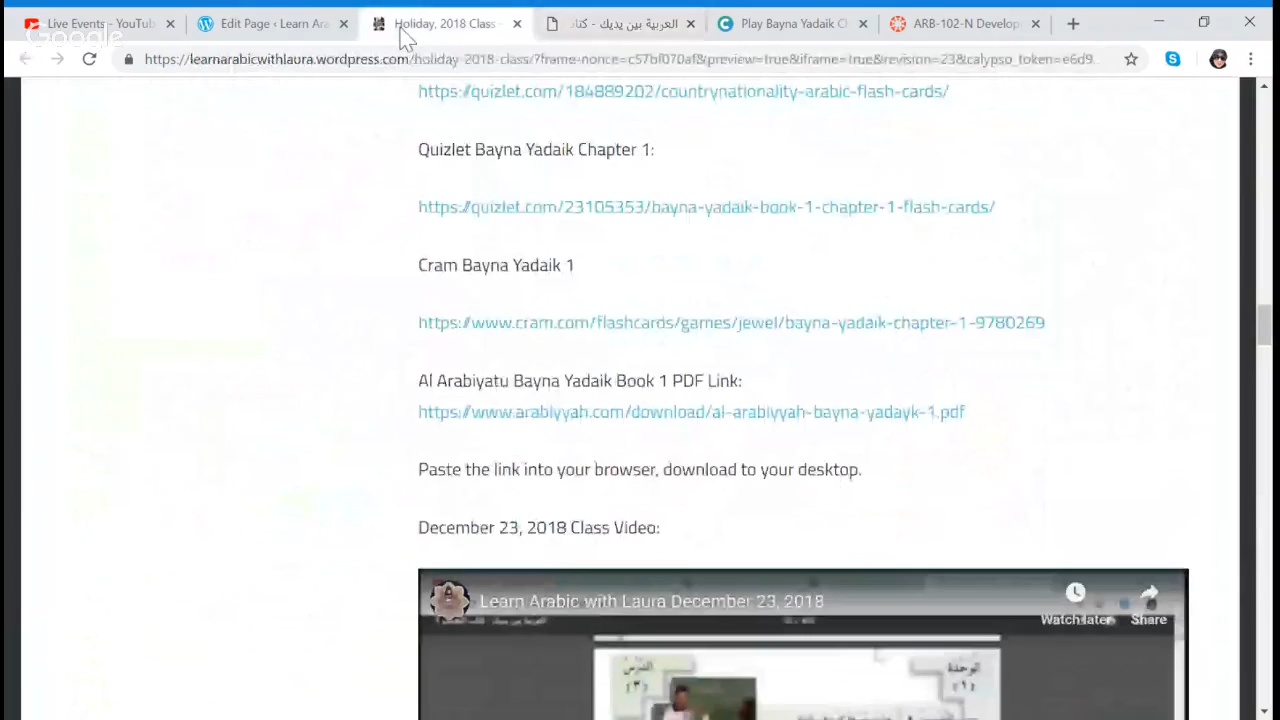 Live Events - YouTub
Edit Page ‹ Learn Ara
Holiday, 2018 Class -
العربية بين يديك - كتاب
Play Bayna Yadaik Cl
ARB-102-N Develop
Google
https://learnarabicwithlaura.wordpress.com/holiday-2018-class/?frame-nonce=c57bf070af&preview=true&iframe=true&revision=23&calypso_token=e6d9...
https://quizlet.com/184889202/countrynationality-arabic-flash-cards/
Quizlet Bayna Yadaik Chapter 1:
https://quizlet.com/23105353/bayna-yadaik-book-1-chapter-1-flash-cards/
Cram Bayna Yadaik 1
https://www.cram.com/flashcards/games/jewel/bayna-yadaik-chapter-1-9780269
Al Arabiyatu Bayna Yadaik Book 1 PDF Link:
https://www.arabiyyah.com/download/al-arabiyyah-bayna-yadayk-1.pdf
Paste the link into your browser, download to your desktop.
December 23, 2018 Class Video:
Learn Arabic with Laura December 23, 2018
Watch later
Share
الدرس
الوحدة
(٣)
(١)